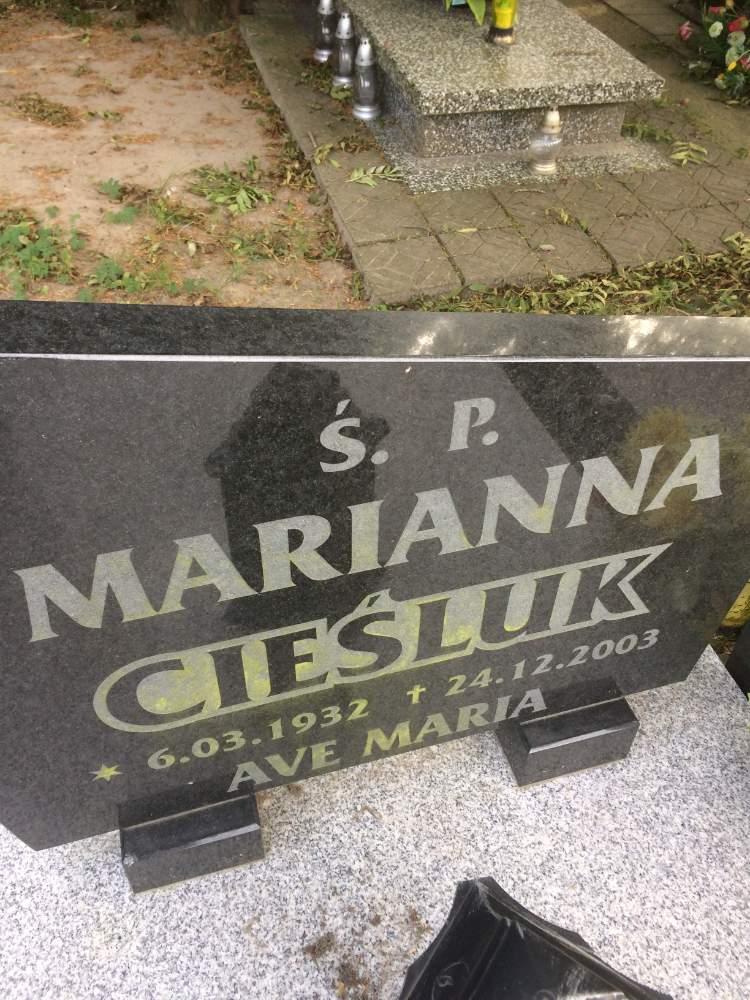 Ś. P.
MARIANNA
CIEŚLUK
* 6.03.1932 † 24.12.2003
AVE MARIA